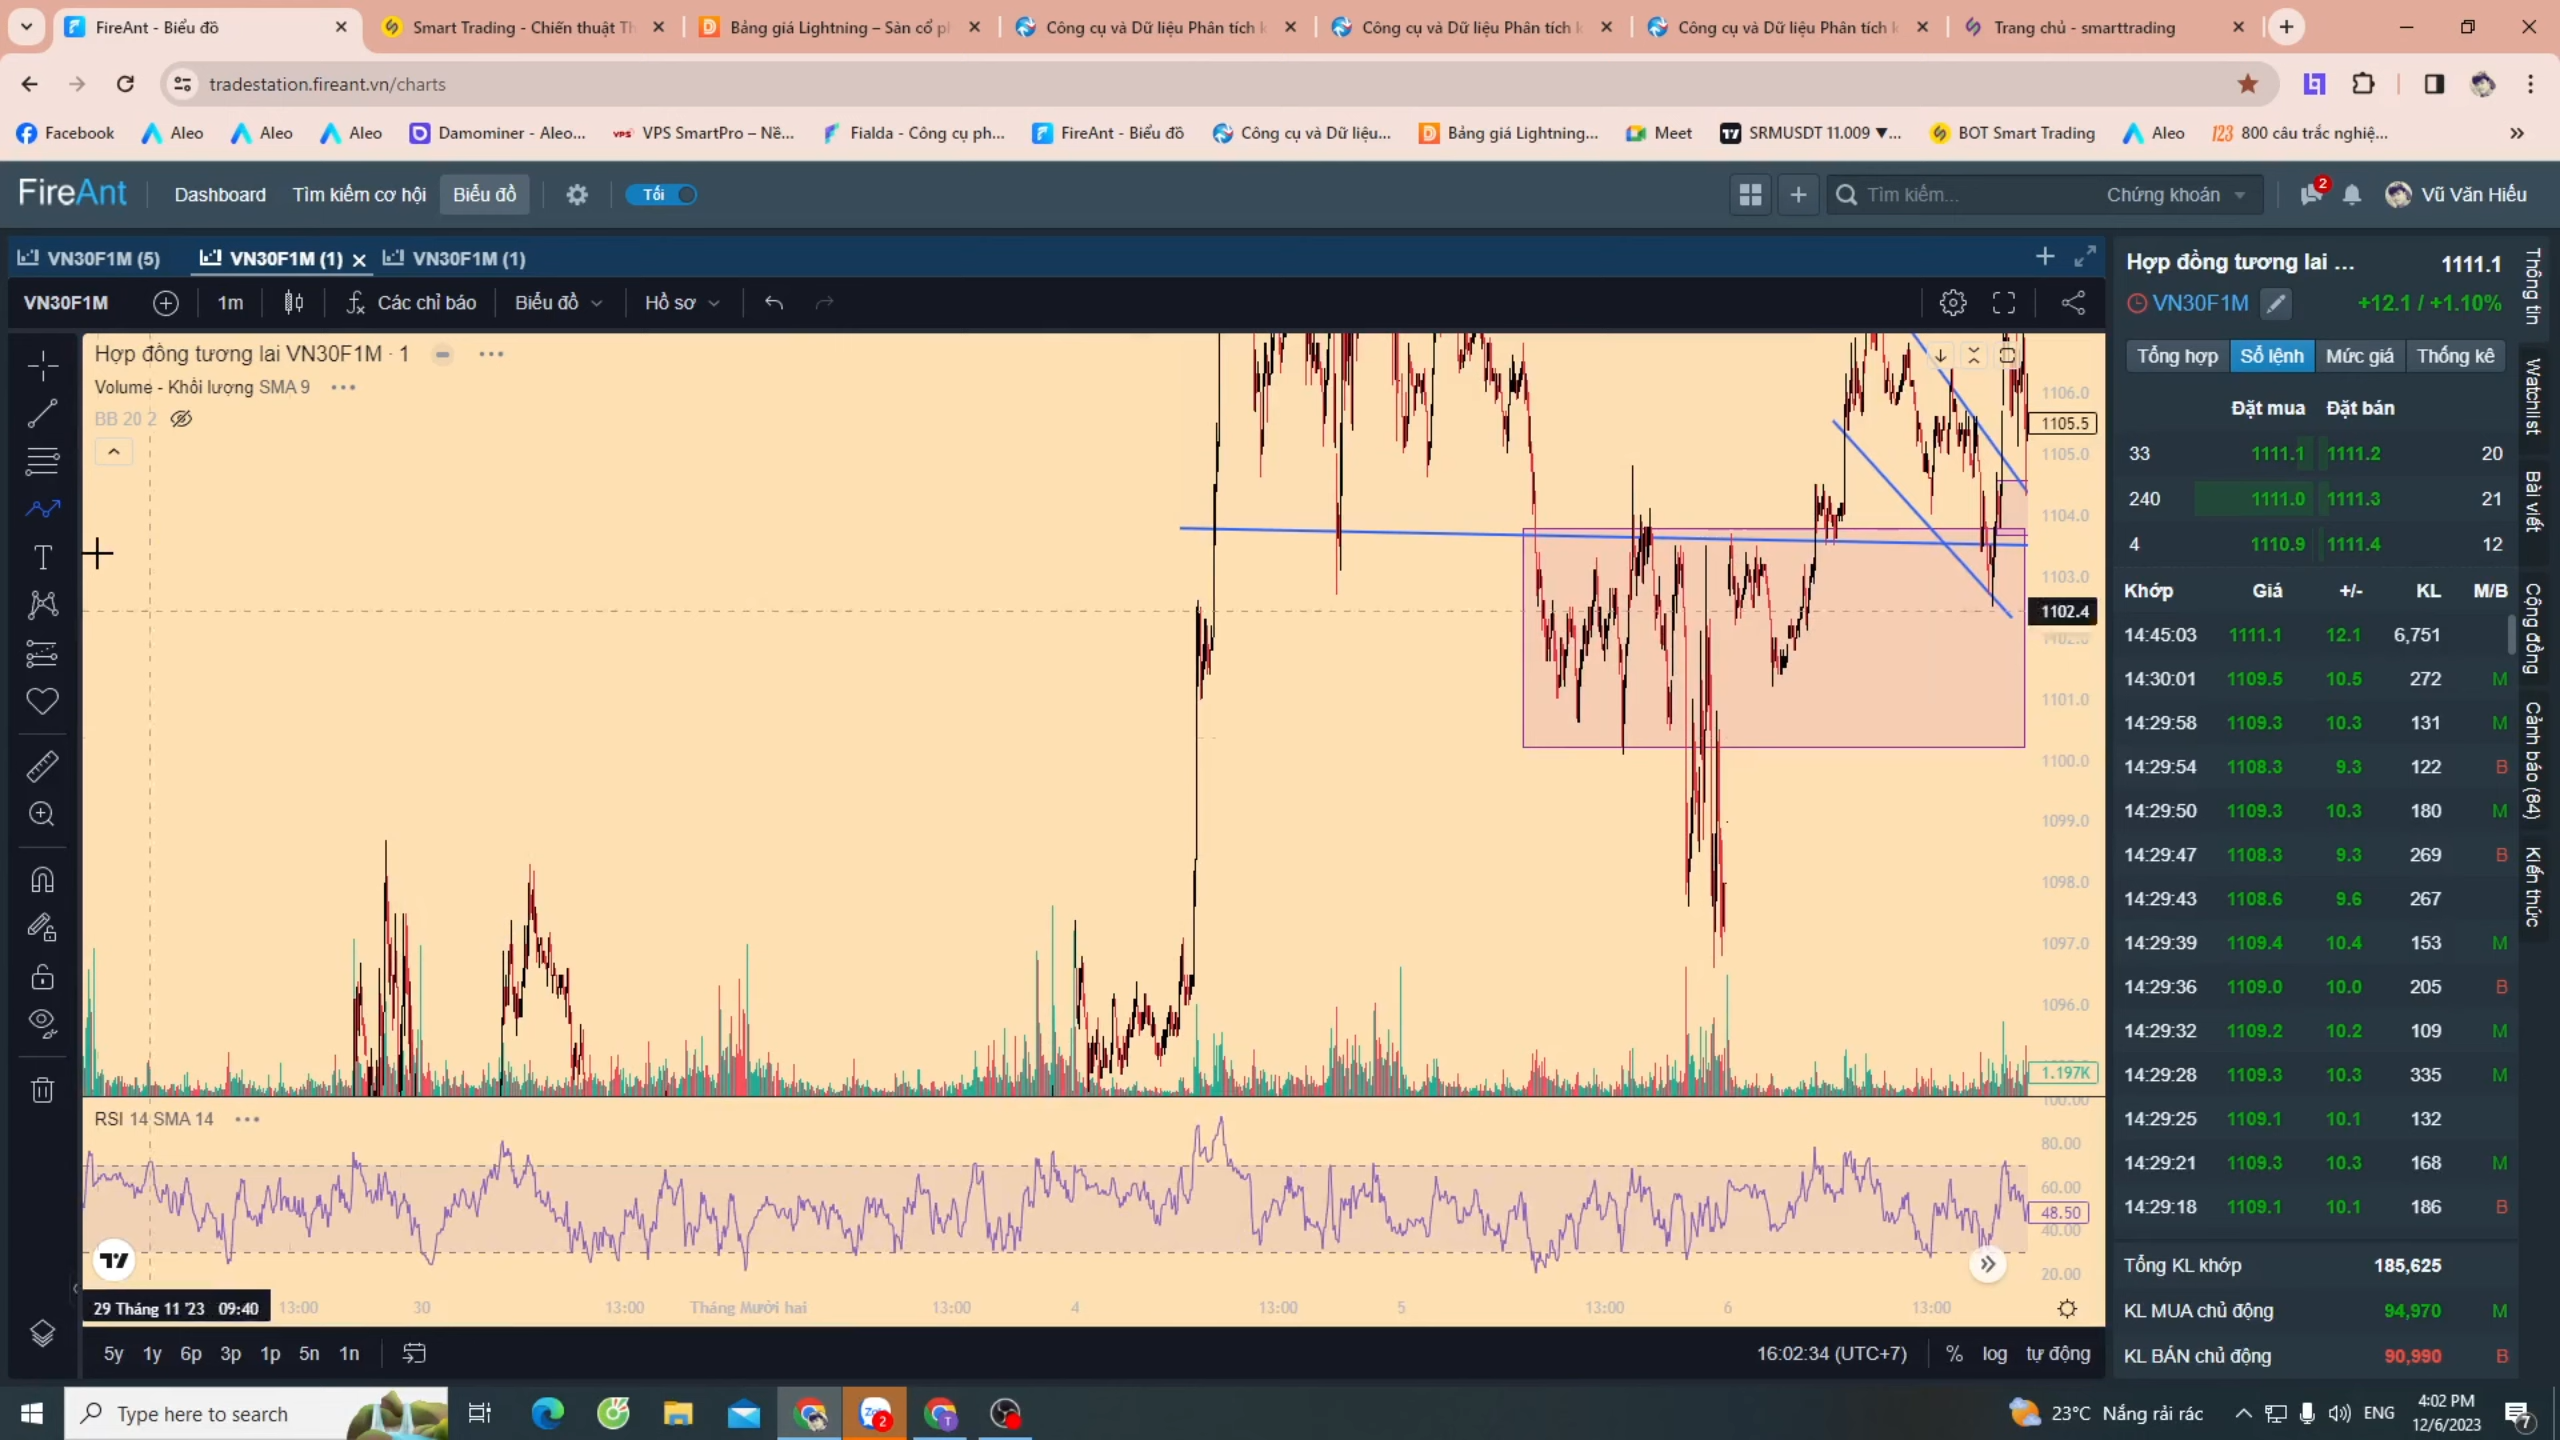 FireAnt - Biểu đồ
Smart Trading - Chiến thuật Th
Bảng giá Lightning – Sàn cổ ph
Công cụ và Dữ liệu Phân tích k
Công cụ và Dữ liệu Phân tích k
Công cụ và Dữ liệu Phân tích k
Trang chủ - smarttrading
tradestation.fireant.vn/charts
Facebook Aleo Aleo Aleo Damominer - Aleo... VPS SmartPro – Nề... Fialda - Công cụ ph... FireAnt - Biểu đồ Công cụ và Dữ liệu... Bảng giá Lightning... Meet SRMUSDT 11.009 ▼... BOT Smart Trading Aleo 123 800 câu trắc nghiệ...
FireAnt Dashboard Tìm kiếm cơ hội Biểu đồ Tối Tìm kiếm... Chứng khoán 2 Vũ Văn Hiếu
VN30F1M (5) VN30F1M (1) VN30F1M (1)
VN30F1M 1m Các chỉ báo Biểu đồ Hồ sơ
Hợp đồng tương lai VN30F1M · 1
Volume - Khối lượng SMA 9
BB 20 2
1106.0
1105.5
1105.0
1104.0
1103.0
1102.4
1102.0
1101.0
1100.0
1099.0
1098.0
1097.0
1096.0
1.197K
RSI 14 SMA 14
100.00
80.00
60.00
48.50
40.00
20.00
29 Tháng 11 '23 09:40 13:00 30 13:00 Tháng Mười hai 13:00 4 13:00 5 13:00 6 13:00
5y 1y 6p 3p 1p 5n 1n 16:02:34 (UTC+7) % log tự động
Hợp đồng tương lai ... 1111.1
VN30F1M +12.1 / +1.10%
Tổng hợp Sổ lệnh Mức giá Thống kê
Đặt mua Đặt bán
33 1111.1 1111.2 20
240 1111.0 1111.3 21
4 1110.9 1111.4 12
Khớp Giá +/- KL M/B
14:45:03 1111.1 12.1 6,751
14:30:01 1109.5 10.5 272 M
14:29:58 1109.3 10.3 131 M
14:29:54 1108.3 9.3 122 B
14:29:50 1109.3 10.3 180 M
14:29:47 1108.3 9.3 269 B
14:29:43 1108.6 9.6 267
14:29:39 1109.4 10.4 153 M
14:29:36 1109.0 10.0 205 B
14:29:32 1109.2 10.2 109 M
14:29:28 1109.3 10.3 335 M
14:29:25 1109.1 10.1 132
14:29:21 1109.3 10.3 168 M
14:29:18 1109.1 10.1 186 B
Tổng KL khớp 185,625
KL MUA chủ động 94,970 M
KL BÁN chủ động 90,990 B
Thông tin
Watchlist
Bài viết
Cộng đồng
Cảnh báo (84)
Kiến thức
Type here to search
Zalo 2
T
23°C Nắng rải rác
ENG
4:02 PM
12/6/2023
7